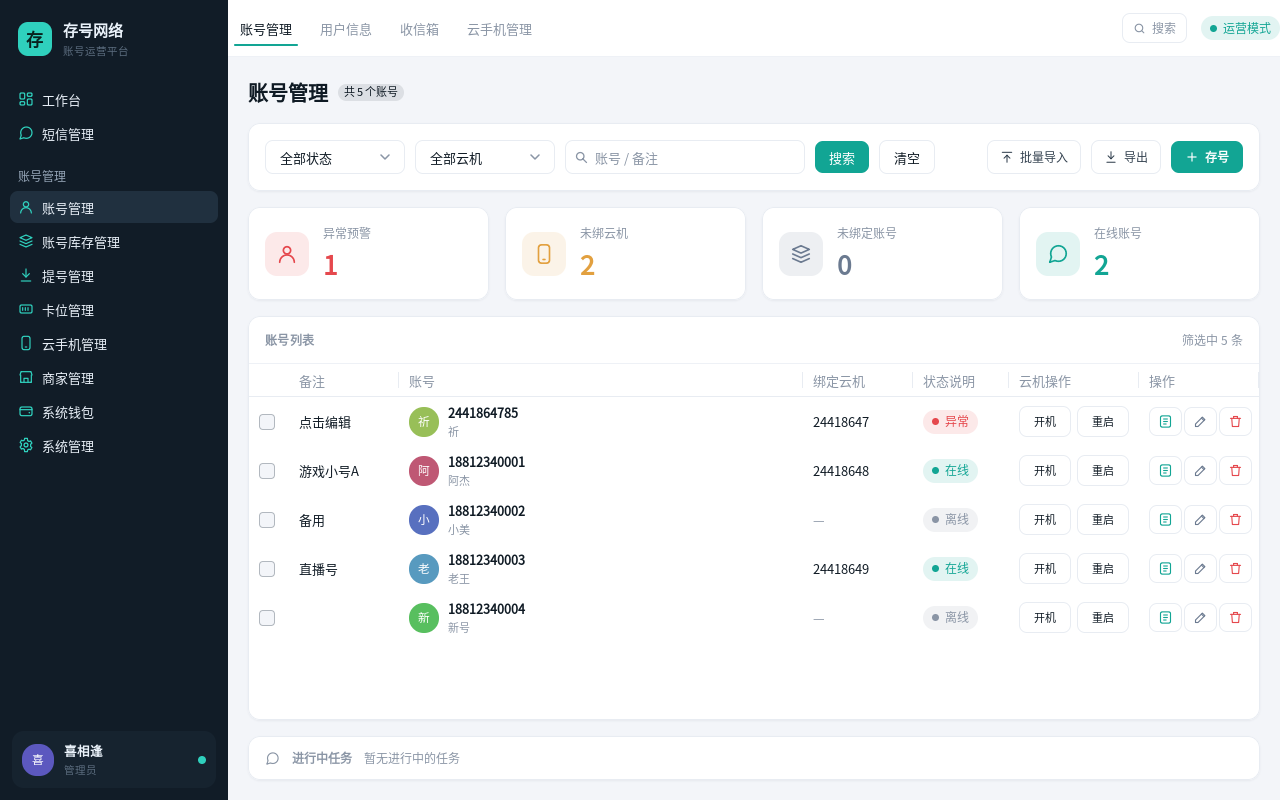 存
存号网络
账号运营平台
工作台
短信管理
账号管理
账号管理
账号库存管理
提号管理
卡位管理
云手机管理
商家管理
系统钱包
系统管理
喜
喜相逢
管理员
账号管理 用户信息 收信箱 云手机管理
搜索
运营模式
账号管理 共 5 个账号
全部状态 全部云机 账号 / 备注 搜索 清空 批量导入 导出 存号
异常预警
1
未绑云机
2
未绑定账号
0
在线账号
2
账号列表 筛选中 5 条
备注 账号 绑定云机 状态说明 云机操作 操作
点击编辑 祈 2441864785 24418647 异常 开机 重启
祈
游戏小号A 阿 18812340001 24418648 在线 开机 重启
阿杰
备用 小 18812340002 — 离线 开机 重启
小美
直播号 老 18812340003 24418649 在线 开机 重启
老王
新 18812340004 — 离线 开机 重启
新号
进行中任务 暂无进行中的任务